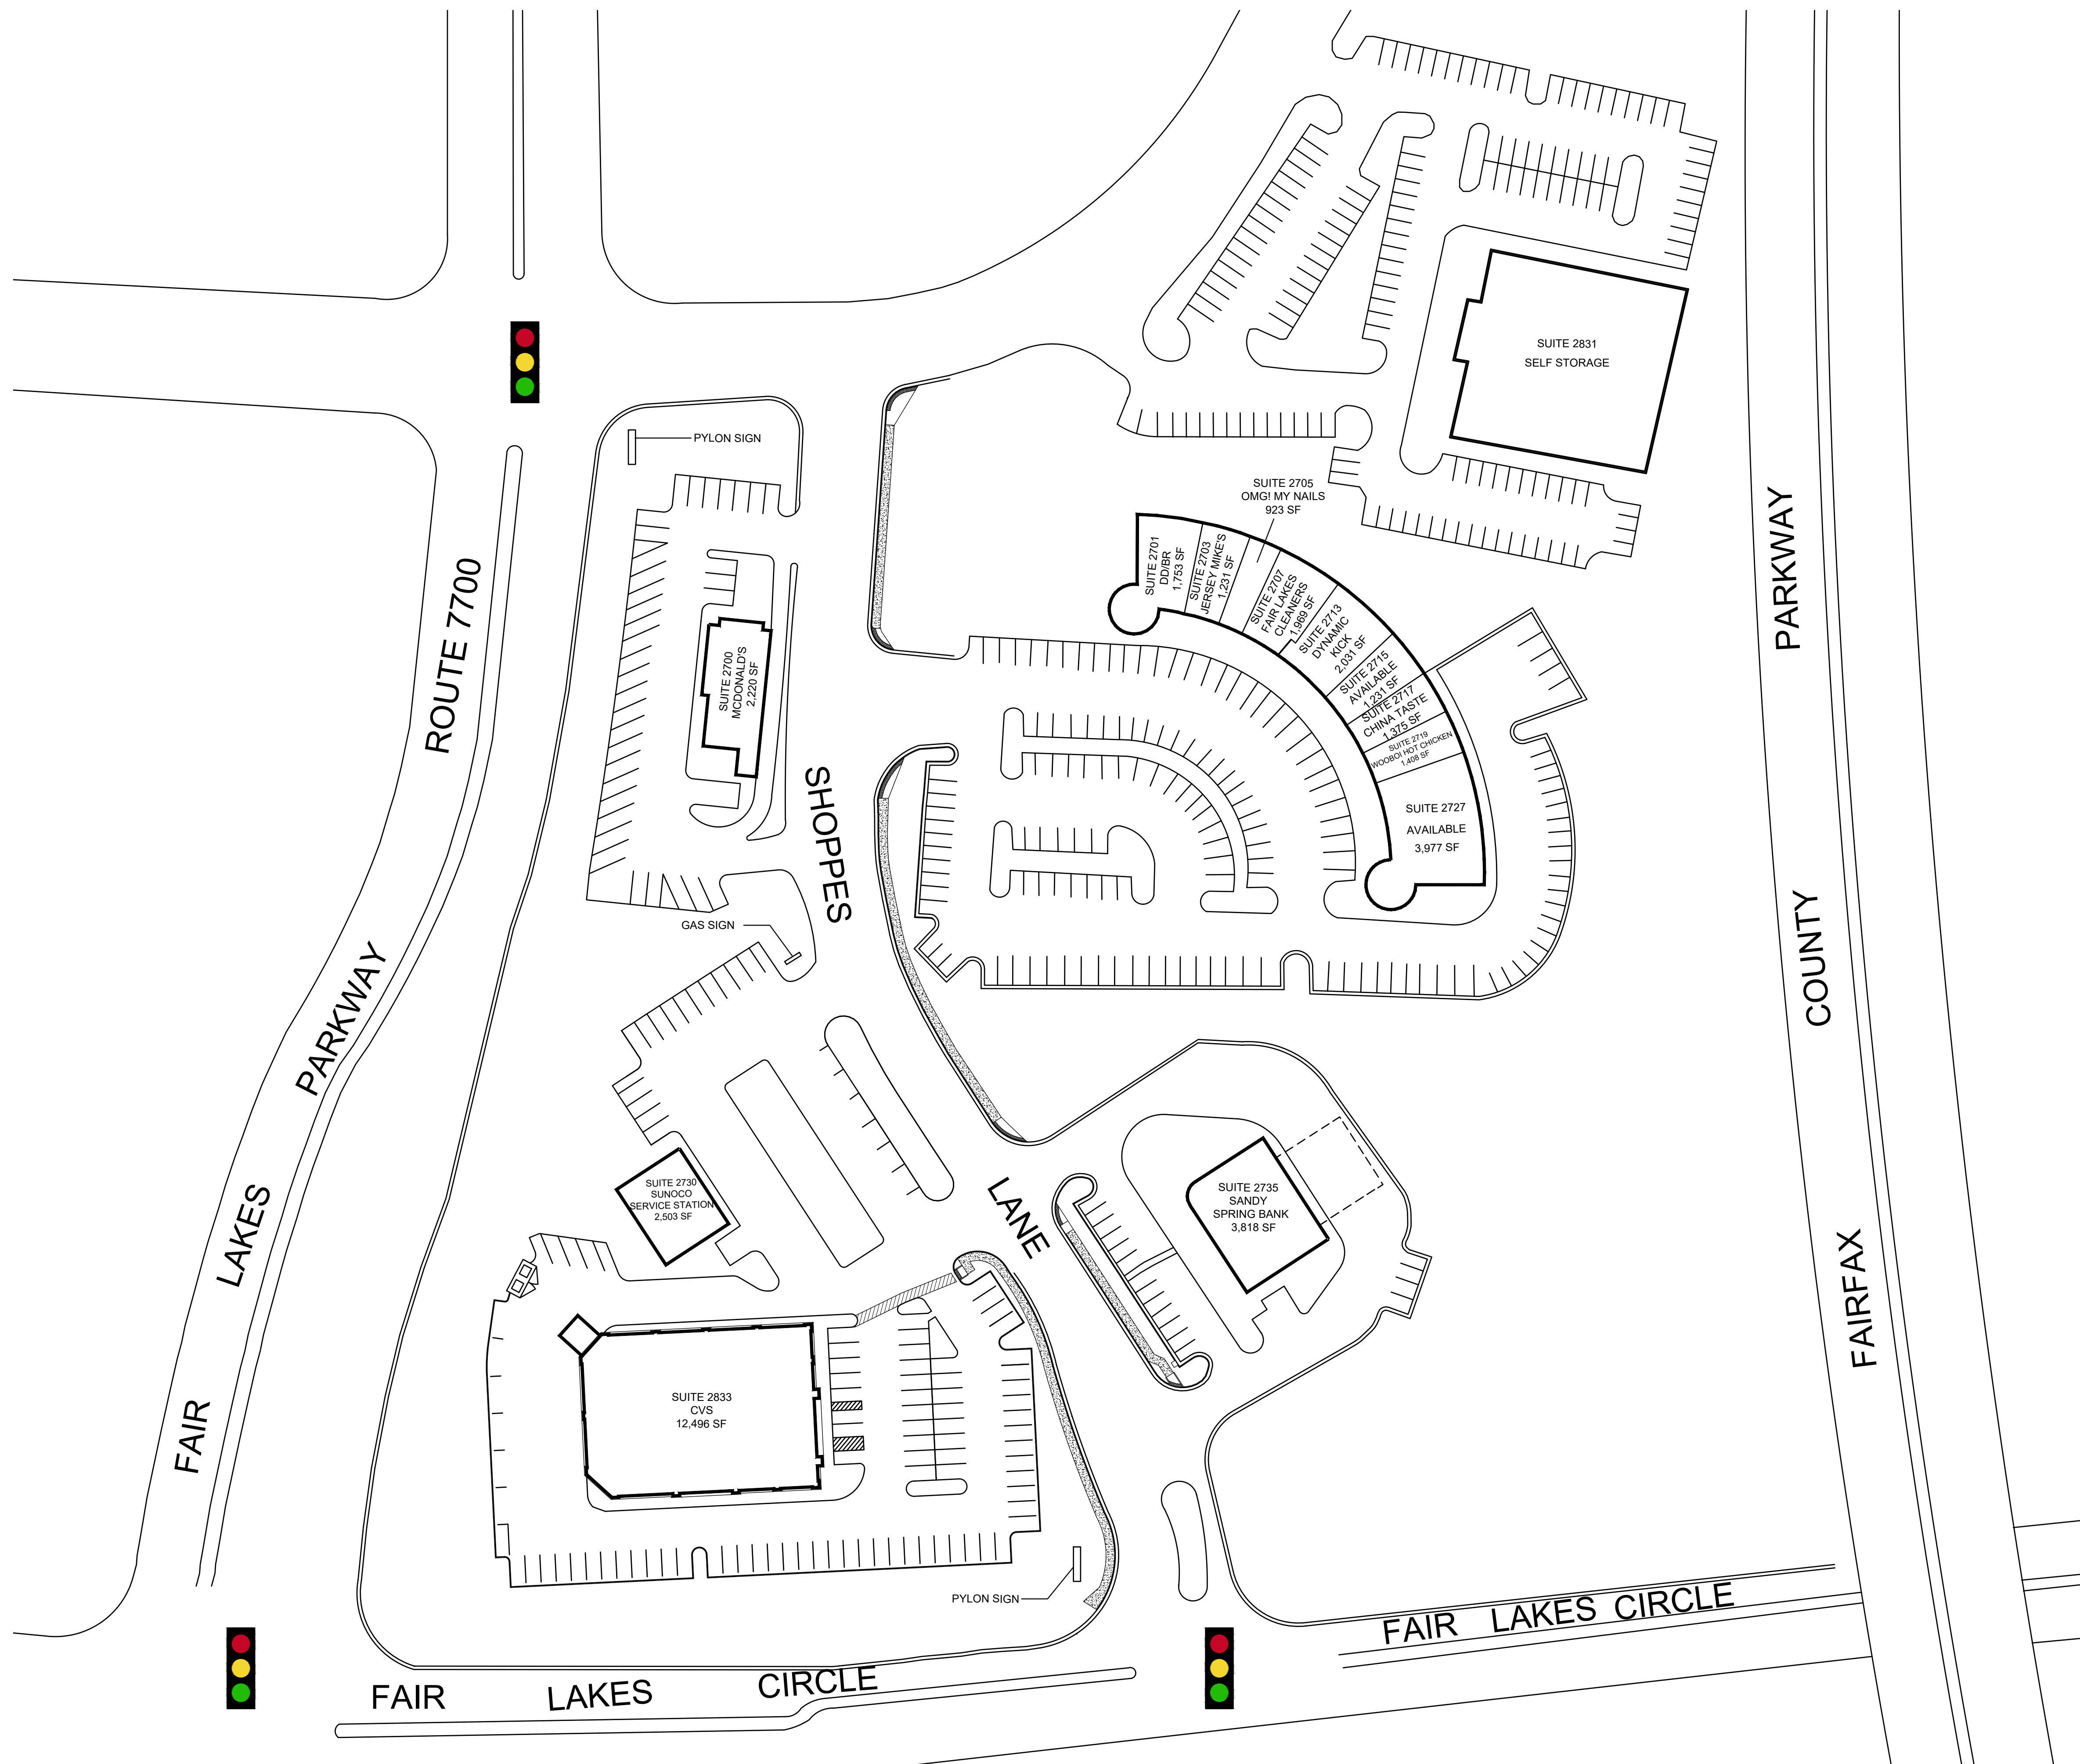 SUITE 2831
SELF STORAGE
PYLON SIGN
SUITE 2705
OMG! MY NAILS
923 SF
SUITE 2701
DD/BR
1,753 SF
SUITE 2703
JERSEY MIKE'S
1,231 SF
SUITE 2707
FAIR LAKES
CLEANERS
1,969 SF
SUITE 2713
DYNAMIC
KICK
2,031 SF
SUITE 2715
AVAILABLE
1,231 SF
SUITE 2717
CHINA TASTE
1,375 SF
SUITE 2719
WOOBOI HOT CHICKEN
1,408 SF
SUITE 2727
AVAILABLE
3,977 SF
SUITE 2700
MCDONALD'S
2,220 SF
GAS SIGN
SHOPPES
LANE
ROUTE 7700
FAIR LAKES PARKWAY
FAIRFAX COUNTY PARKWAY
SUITE 2730
SUNOCO
SERVICE STATION
2,503 SF
SUITE 2735
SANDY
SPRING BANK
3,818 SF
SUITE 2833
CVS
12,496 SF
PYLON SIGN
FAIR LAKES CIRCLE
FAIR LAKES CIRCLE